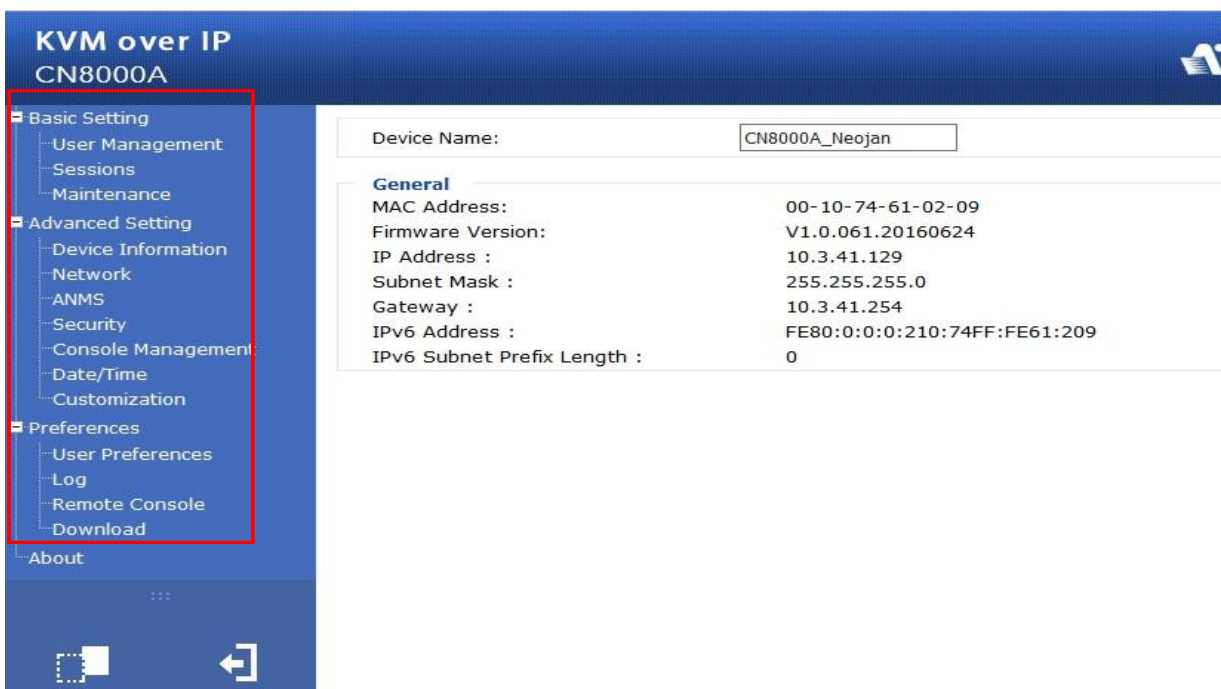 KVM over IP
CN8000A
Basic Setting
User Management
Sessions
Maintenance
Advanced Setting
Device Information
Network
ANMS
Security
Console Management
Date/Time
Customization
Preferences
User Preferences
Log
Remote Console
Download
About
Device Name: CN8000A_Neojan
General
MAC Address: 00-10-74-61-02-09
Firmware Version: V1.0.061.20160624
IP Address : 10.3.41.129
Subnet Mask : 255.255.255.0
Gateway : 10.3.41.254
IPv6 Address : FE80:0:0:0:210:74FF:FE61:209
IPv6 Subnet Prefix Length : 0